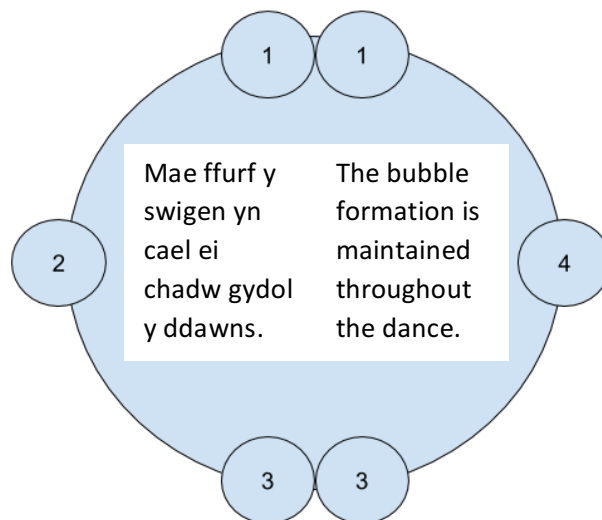 1 1
Mae ffurf y
swigen yn
cael ei
chadw gydol
y ddawns.
The bubble
formation is
maintained
throughout
the dance.
2
4
3 3